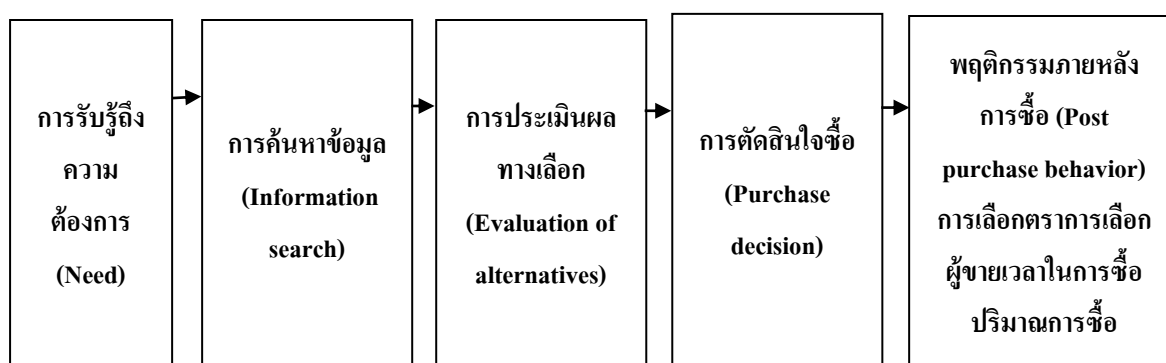 การรับรู้ถึง
ความ
ต้องการ
(Need)
การค้นหาข้อมูล
(Information
search)
การประเมินผล
ทางเลือก
(Evaluation of
alternatives)
การตัดสินใจซื้อ
(Purchase
decision)
พฤติกรรมภายหลัง
การซื้อ (Post
purchase behavior)
การเลือกตราการเลือก
ผู้ขายเวลาในการซื้อ
ปริมาณการซื้อ